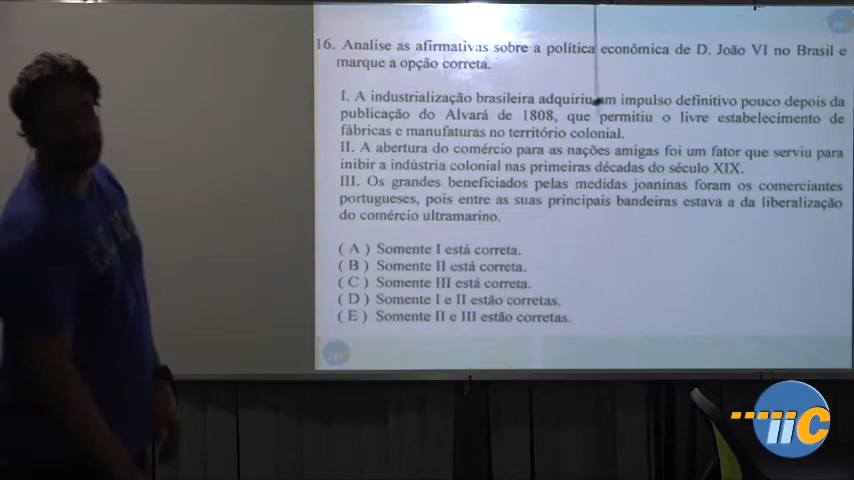 16. Analise as afirmativas sobre a política econômica de D. João VI no Brasil e
marque a opção correta.
I. A industrialização brasileira adquiriu um impulso definitivo pouco depois da
publicação do Alvará de 1808, que permitiu o livre estabelecimento de
fábricas e manufaturas no território colonial.
II. A abertura do comércio para as nações amigas foi um fator que serviu para
inibir a indústria colonial nas primeiras décadas do século XIX.
III. Os grandes beneficiados pelas medidas joaninas foram os comerciantes
portugueses, pois entre as suas principais bandeiras estava a da liberalização
do comércio ultramarino.
( A ) Somente I está correta.
( B ) Somente II está correta.
( C ) Somente III está correta.
( D ) Somente I e II estão corretas.
( E ) Somente II e III estão corretas.
iiC